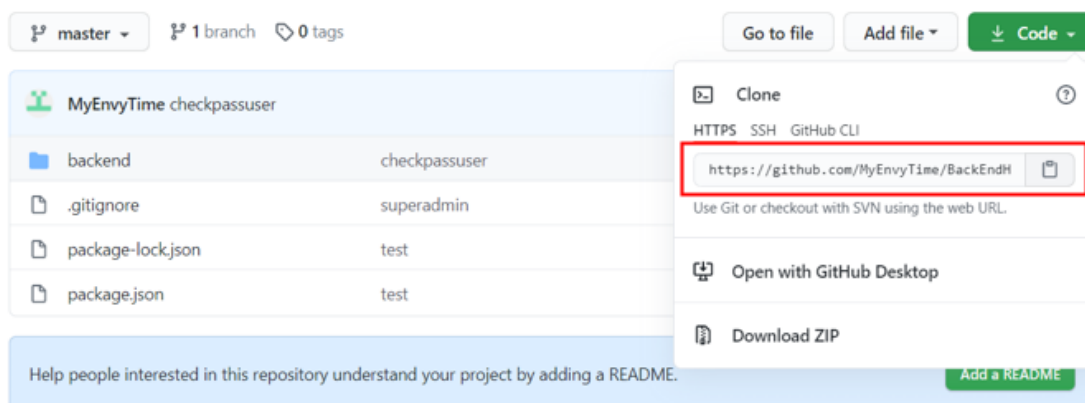 master 1 branch 0 tags Go to file Add file Code
MyEnvyTime checkpassuser
backend checkpassuser
.gitignore superadmin
package-lock.json test
package.json test
Clone
HTTPS SSH GitHub CLI
https://github.com/MyEnvyTime/BackEndH
Use Git or checkout with SVN using the web URL.
Open with GitHub Desktop
Download ZIP
Help people interested in this repository understand your project by adding a README.
Add a README